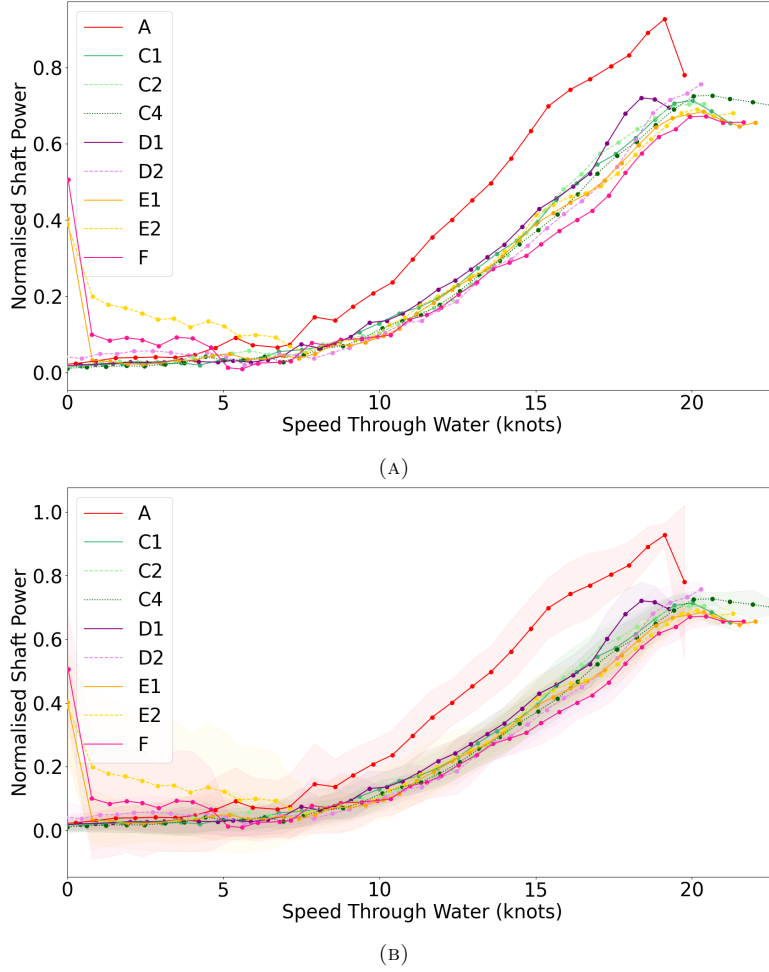 A
C1
C2
C4
D1
D2
E1
E2
F
Normalised Shaft Power
0.8
0.6
0.4
0.2
0.0
0 5 10 15 20
Speed Through Water (knots)
(A)
A
C1
C2
C4
D1
D2
E1
E2
F
Normalised Shaft Power
1.0
0.8
0.6
0.4
0.2
0.0
0 5 10 15 20
Speed Through Water (knots)
(B)